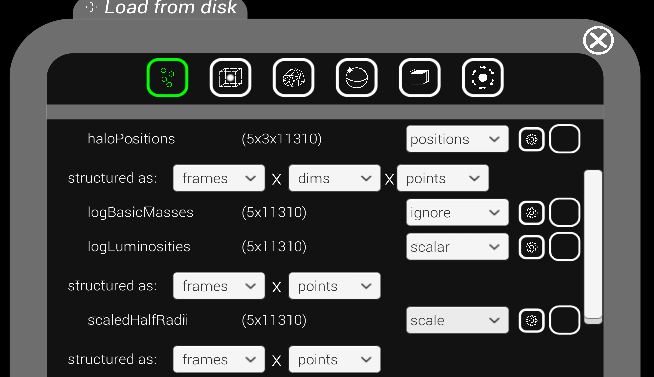 Load from disk
haloPositions (5x3x11310) positions
structured as: frames X dims X points
logBasicMasses (5x11310) ignore
logLuminosities (5x11310) scalar
structured as: frames X points
scaledHalfRadii (5x11310) scale
structured as: frames X points